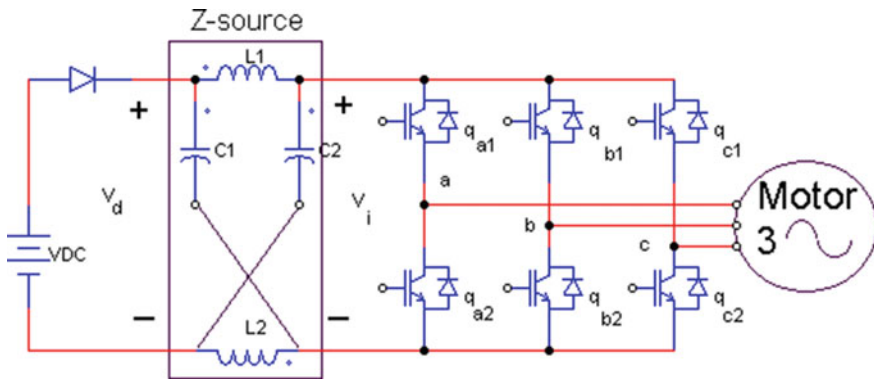 Z-source
L1
+
+
C1
C2
V d
V i
VDC
L2
−
−
q a1
q b1
q c1
a
b
c
q a2
q b2
q c2
Motor
3